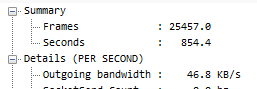 Summary
Frames : 25457.0
Seconds : 854.4
Details (PER SECOND)
Outgoing bandwidth : 46.8 KB/s